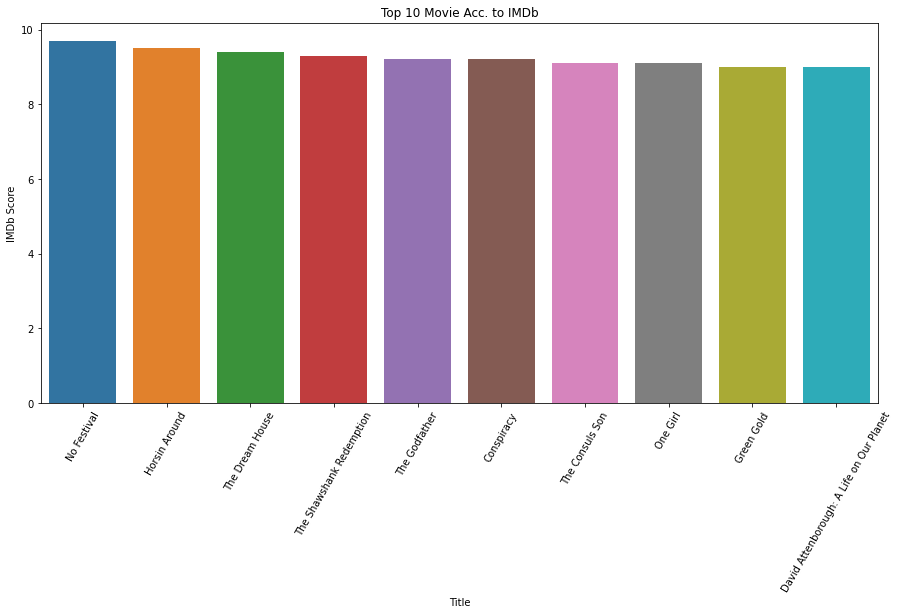 Top 10 Movie Acc. to IMDb
10
8
6
4
2
0
IMDb Score
No Festival
Horsin Around
The Dream House
The Shawshank Redemption
The Godfather
Conspiracy
The Consuls Son
One Girl
Green Gold
David Attenborough: A Life on Our Planet
Title